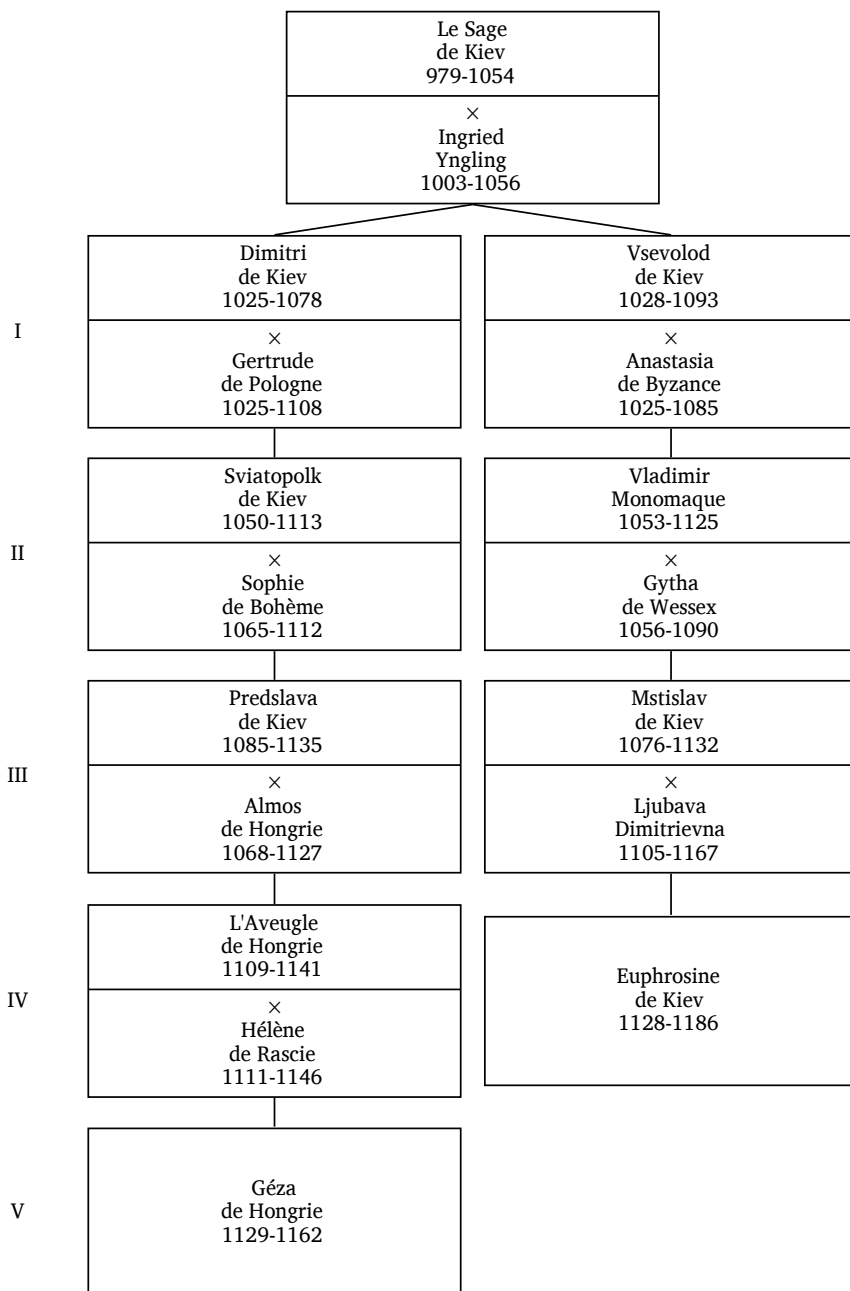 Le Sage
de Kiev
979-1054
×
Ingried
Yngling
1003-1056
I
Dimitri
de Kiev
1025-1078
×
Gertrude
de Pologne
1025-1108
Vsevolod
de Kiev
1028-1093
×
Anastasia
de Byzance
1025-1085
II
Sviatopolk
de Kiev
1050-1113
×
Sophie
de Bohème
1065-1112
Vladimir
Monomaque
1053-1125
×
Gytha
de Wessex
1056-1090
III
Predslava
de Kiev
1085-1135
×
Almos
de Hongrie
1068-1127
Mstislav
de Kiev
1076-1132
×
Ljubava
Dimitrievna
1105-1167
IV
L'Aveugle
de Hongrie
1109-1141
×
Hélène
de Rascie
1111-1146
Euphrosine
de Kiev
1128-1186
V
Géza
de Hongrie
1129-1162